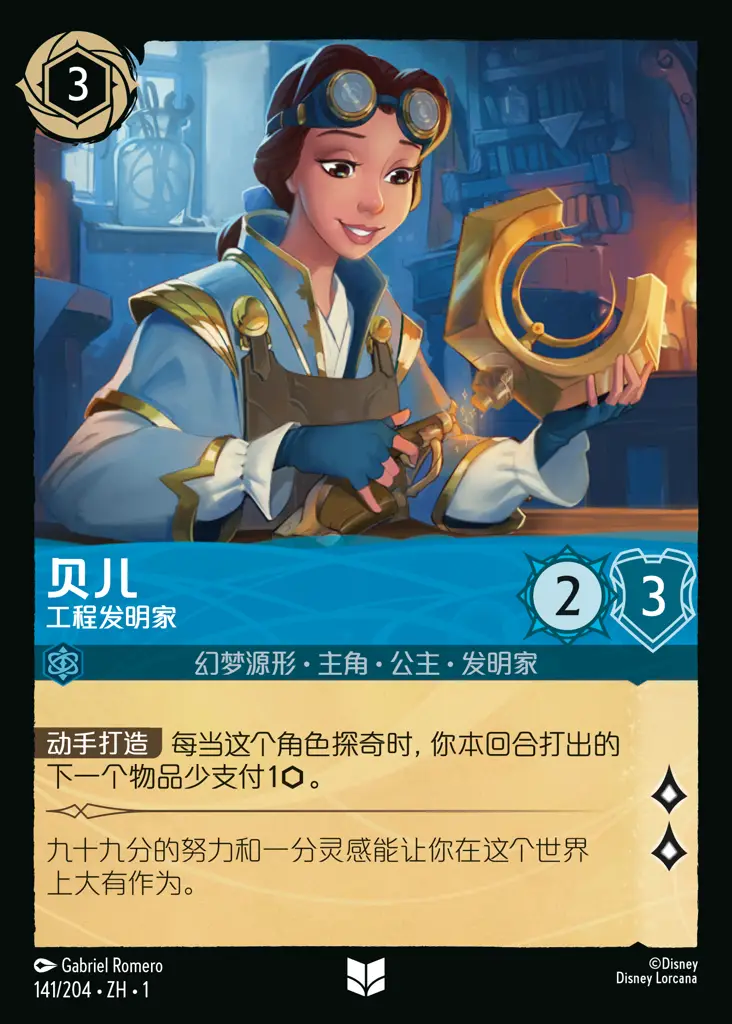 3
贝儿
工程发明家
2
3
幻梦源形·主角·公主·发明家
动手打造 每当这个角色探奇时，你本回合打出的
下一个物品少支付1⬡。
九十九分的努力和一分灵感能让你在这个世界
上大有作为。
Gabriel Romero
141/204 • ZH • 1
©Disney
Disney Lorcana